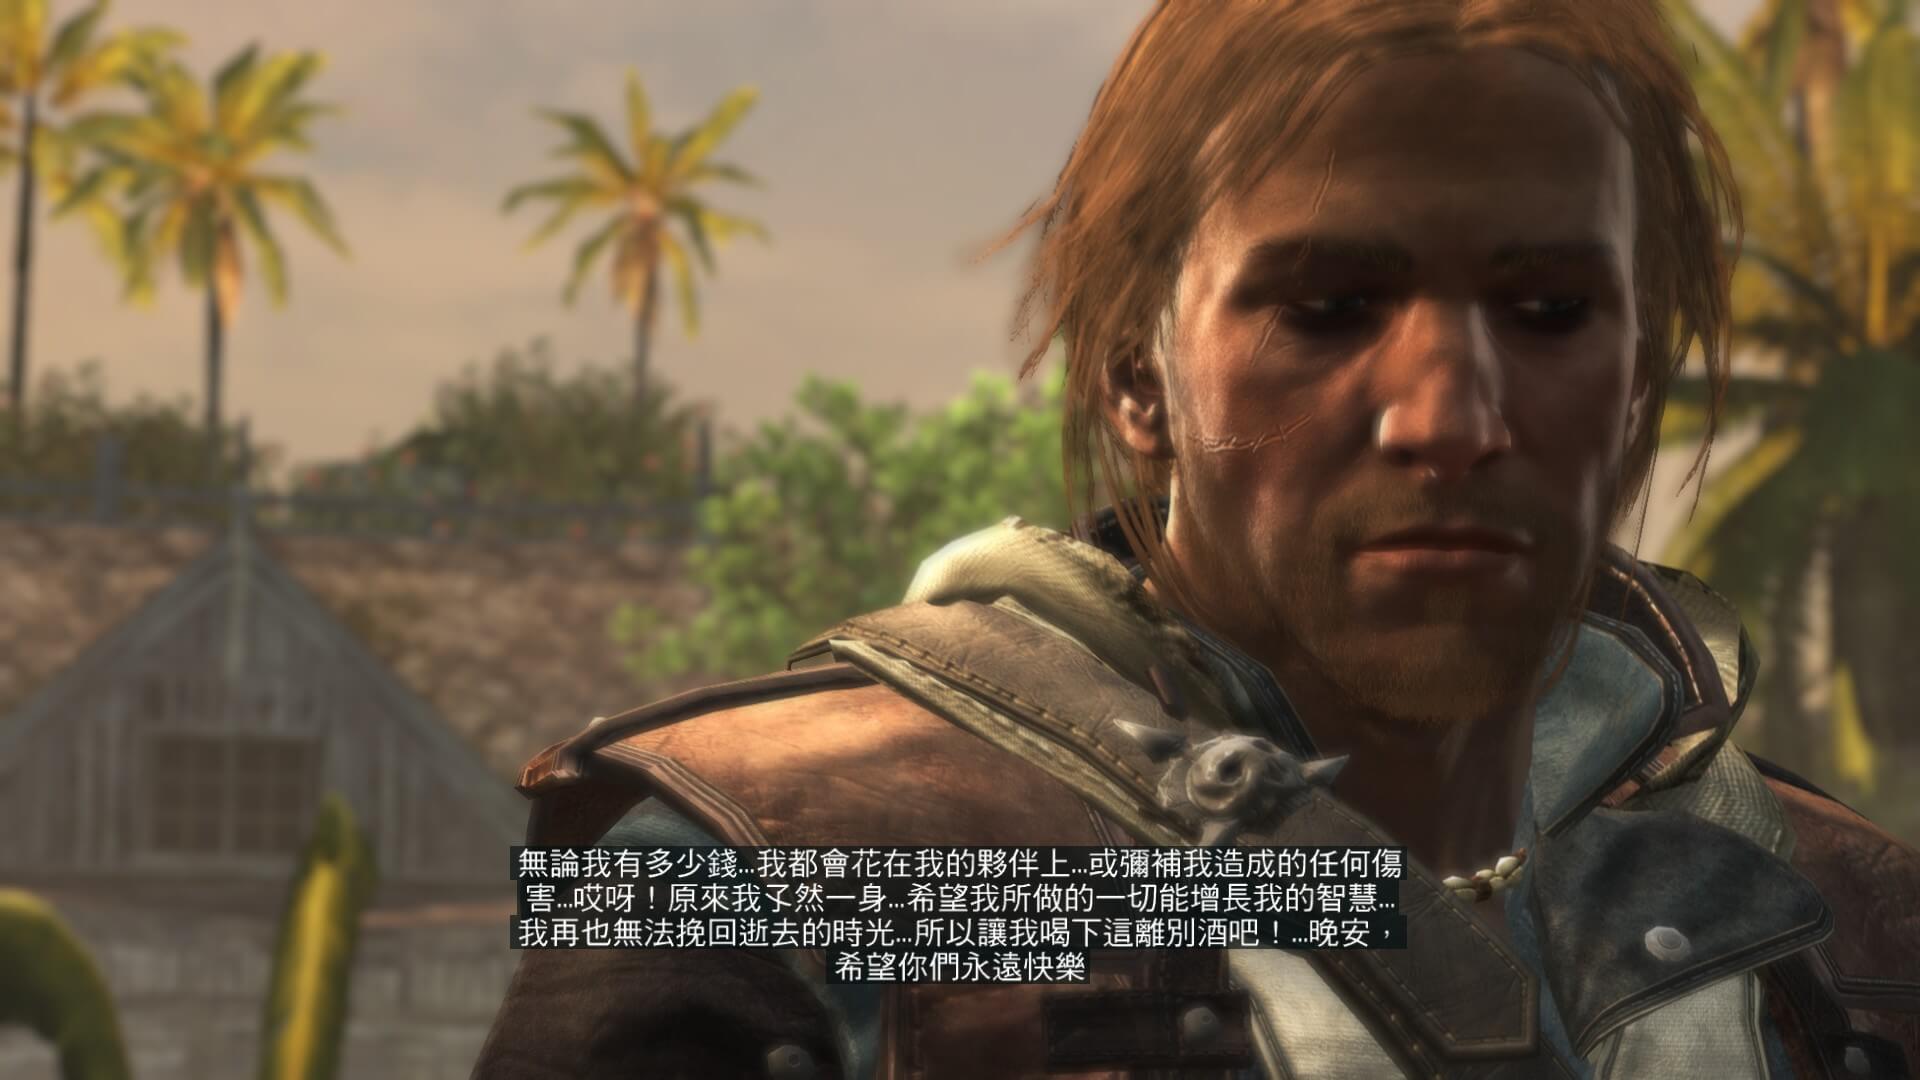 無論我有多少錢…我都會花在我的夥伴上…或彌補我造成的任何傷
害…哎呀！原來我孓然一身…希望我所做的一切能增長我的智慧…
我再也無法挽回逝去的時光…所以讓我喝下這離別酒吧！…晚安，
希望你們永遠快樂